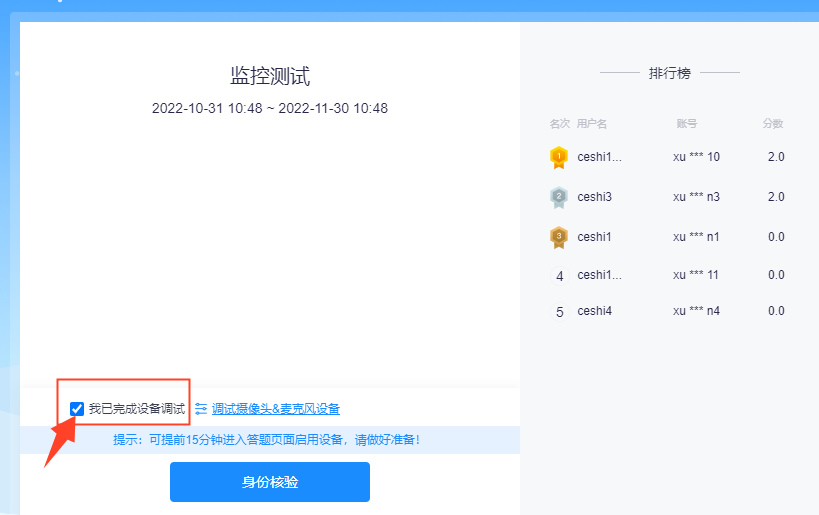 监控测试
2022-10-31 10:48 ~ 2022-11-30 10:48
我已完成设备调试 调试摄像头&麦克风设备
提示：可提前15分钟进入答题页面启用设备，请做好准备！
身份核验
排行榜
名次 用户名 账号 分数
1 ceshi1... xu *** 10 2.0
2 ceshi3 xu *** n3 2.0
3 ceshi1 xu *** n1 0.0
4 ceshi1... xu *** 11 0.0
5 ceshi4 xu *** n4 0.0